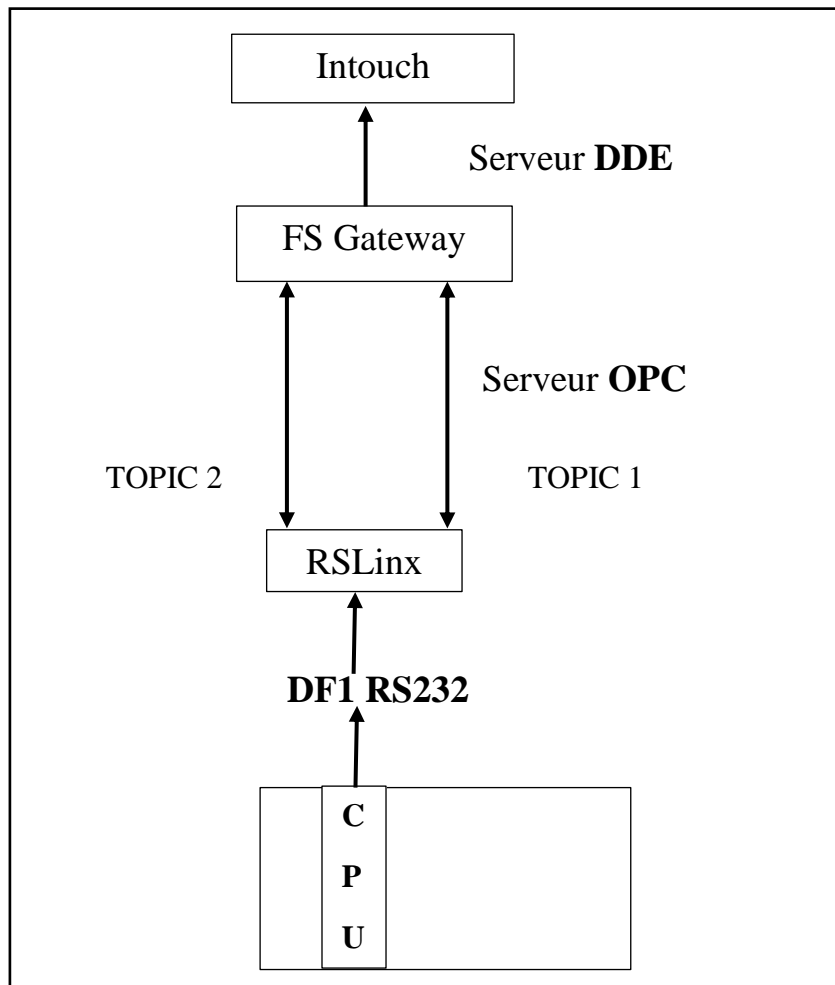 Intouch
Serveur DDE
FS Gateway
Serveur OPC
TOPIC 2
TOPIC 1
RSLinx
DF1 RS232
C
P
U